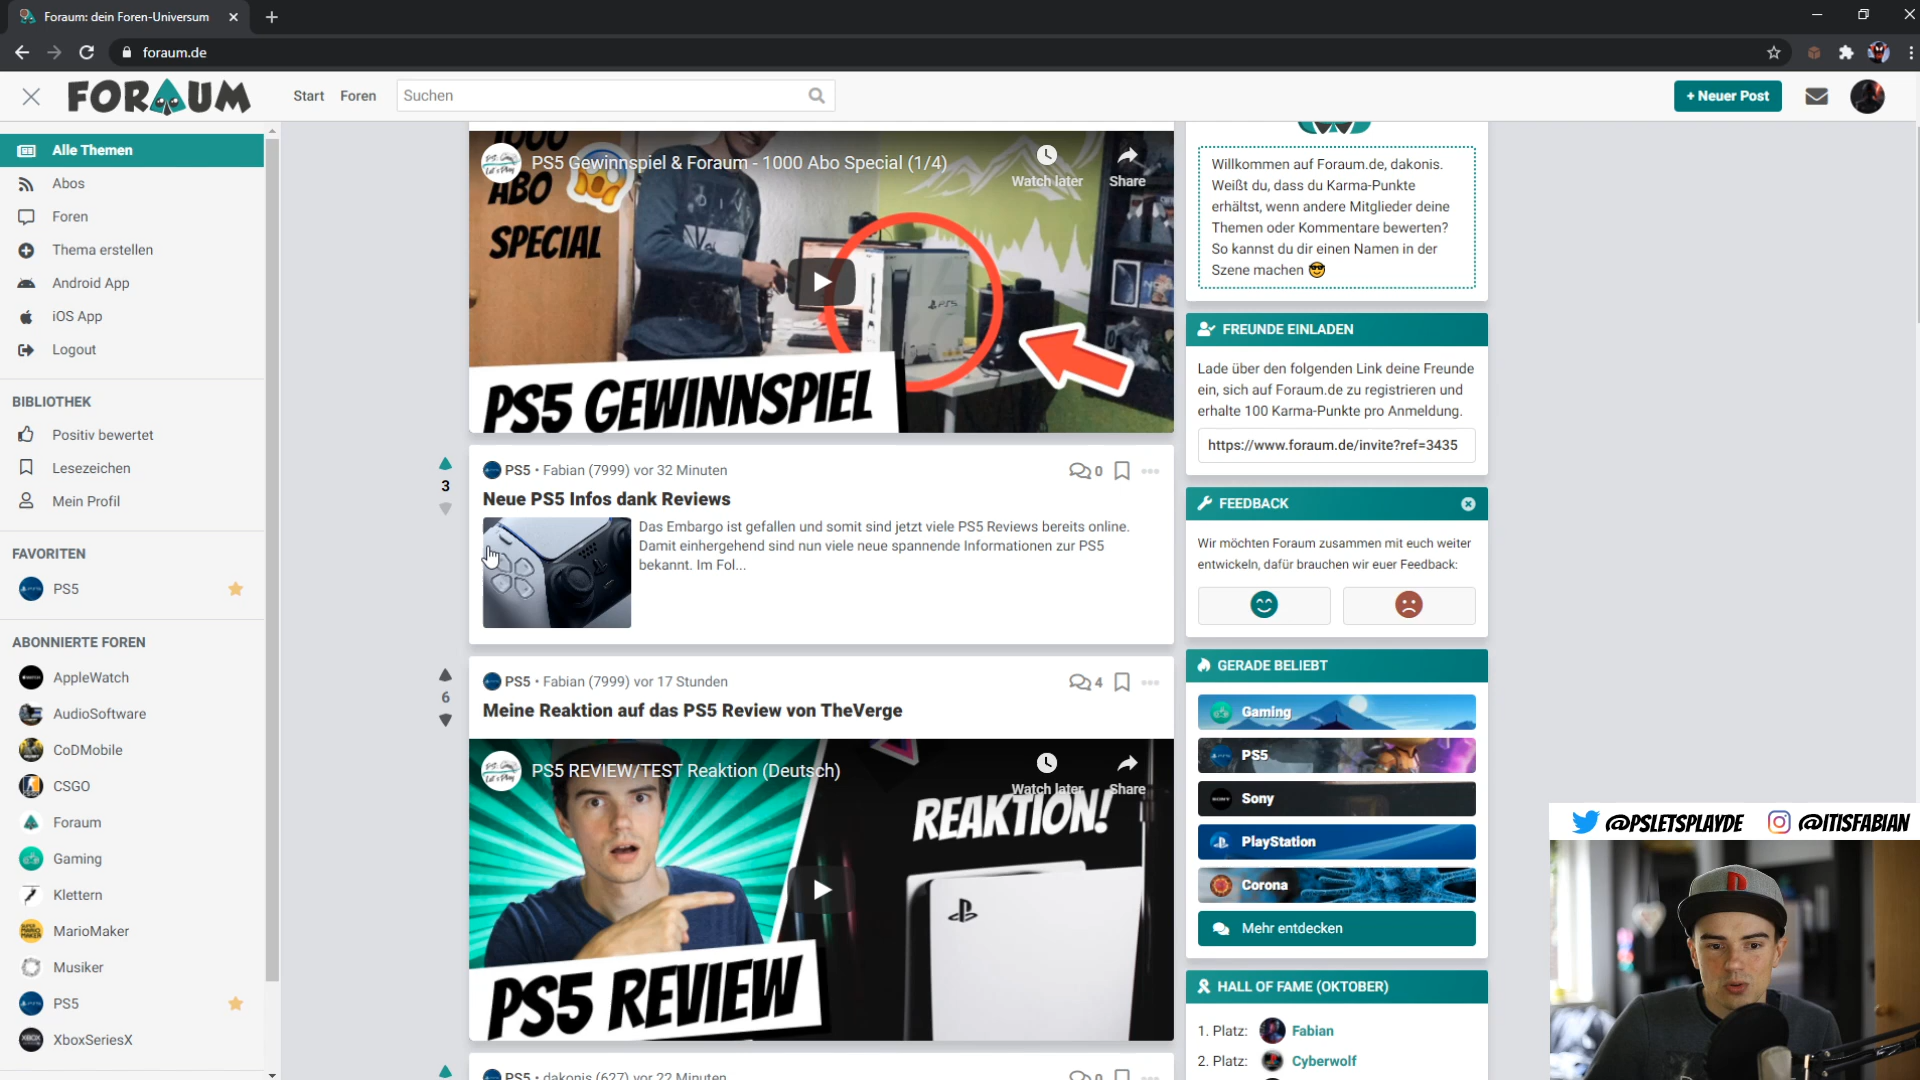 Foraum: dein Foren-Universum
foraum.de
FORAUM
Start
Foren
Suchen
+ Neuer Post
Alle Themen
Abos
Foren
Thema erstellen
Android App
iOS App
Logout
BIBLIOTHEK
Positiv bewertet
Lesezeichen
Mein Profil
FAVORITEN
PS5
ABONNIERTE FOREN
AppleWatch
AudioSoftware
CoDMobile
CSGO
Foraum
Gaming
Klettern
MarioMaker
Musiker
PS5
XboxSeriesX
1000
ABO
SPECIAL
PS5 Gewinnspiel & Foraum - 1000 Abo Special (1/4)
Watch later
Share
PS5
PS5 GEWINNSPIEL
3
PS5 • Fabian (7999) vor 32 Minuten
0
Neue PS5 Infos dank Reviews
Das Embargo ist gefallen und somit sind jetzt viele PS5 Reviews bereits online.
Damit einhergehend sind nun viele neue spannende Informationen zur PS5
bekannt. Im Fol...
6
PS5 • Fabian (7999) vor 17 Stunden
4
Meine Reaktion auf das PS5 Review von TheVerge
PS5 REVIEW/TEST Reaktion (Deutsch)
Watch later
Share
REAKTION!
PS5 REVIEW
PS5 • dakonis (627) vor 22 Minuten
0
Willkommen auf Foraum.de, dakonis.
Weißt du, dass du Karma-Punkte
erhältst, wenn andere Mitglieder deine
Themen oder Kommentare bewerten?
So kannst du dir einen Namen in der
Szene machen 😎
FREUNDE EINLADEN
Lade über den folgenden Link deine Freunde
ein, sich auf Foraum.de zu registrieren und
erhalte 100 Karma-Punkte pro Anmeldung.
https://www.foraum.de/invite?ref=3435
FEEDBACK
Wir möchten Foraum zusammen mit euch weiter
entwickeln, dafür brauchen wir euer Feedback:
GERADE BELIEBT
Gaming
PS5
Sony
PlayStation
Corona
Mehr entdecken
HALL OF FAME (OKTOBER)
1. Platz: Fabian
2. Platz: Cyberwolf
@PSLETSPLAYDE
@ITISFABIAN